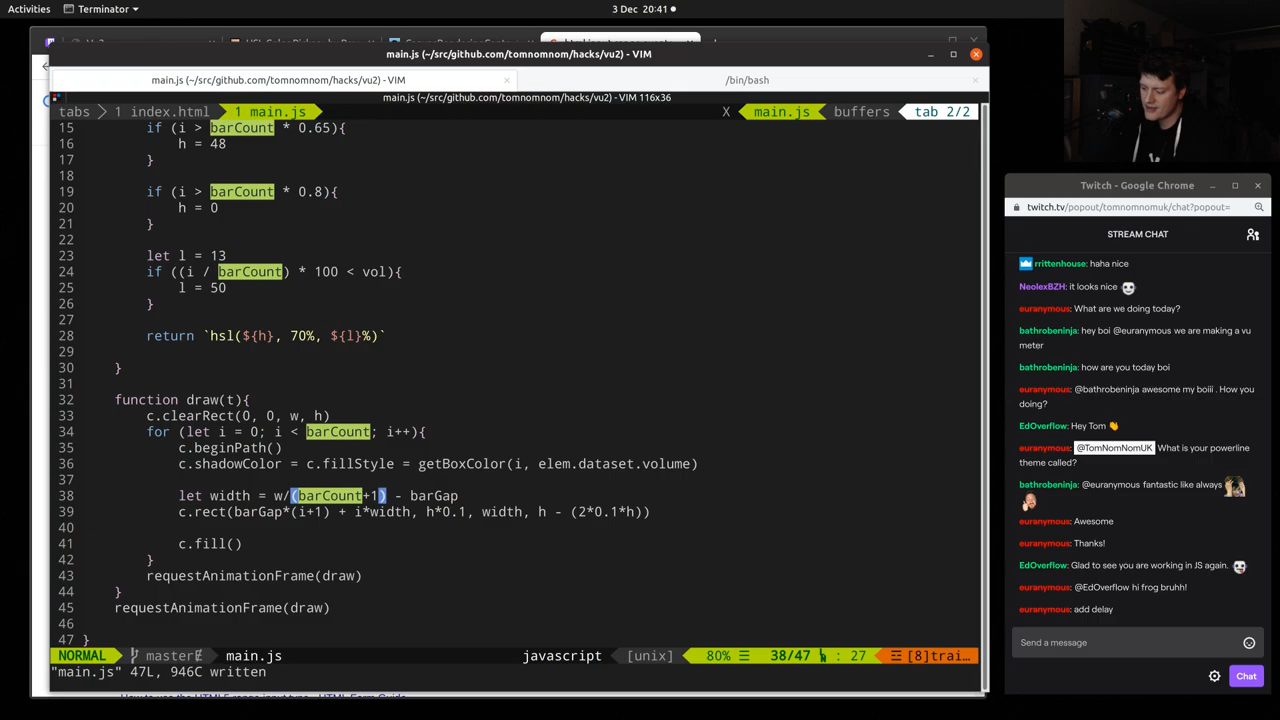 Activities
Terminator
3 Dec 20:41
main.js (~/src/github.com/tomnomnom/hacks/vu2) - VIM
main.js (~/src/github.com/tomnomnom/hacks/vu2) - VIM
/bin/bash
main.js (~/src/github.com/tomnomnom/hacks/vu2) - VIM 116x36
tabs 1 index.html 1 main.js X main.js buffers tab 2/2
15 if (i > barCount * 0.65){
16 h = 48
17 }
18
19 if (i > barCount * 0.8){
20 h = 0
21 }
22
23 let l = 13
24 if ((i / barCount) * 100 < vol){
25 l = 50
26 }
27
28 return `hsl(${h}, 70%, ${l}%)`
29
30 }
31
32 function draw(t){
33 c.clearRect(0, 0, w, h)
34 for (let i = 0; i < barCount; i++){
35 c.beginPath()
36 c.shadowColor = c.fillStyle = getBoxColor(i, elem.dataset.volume)
37
38 let width = w/(barCount+1) - barGap
39 c.rect(barGap*(i+1) + i*width, h*0.1, width, h - (2*0.1*h))
40
41 c.fill()
42 }
43 requestAnimationFrame(draw)
44 }
45 requestAnimationFrame(draw)
46
47 }
NORMAL master main.js javascript [unix] 80% 38/47 : 27 [8]trai…
"main.js" 47L, 946C written
Twitch - Google Chrome
twitch.tv/popout/tomnomnomuk/chat?popout=
STREAM CHAT
rrittenhouse: haha nice
NeolexBZH: it looks nice
euranymous: What are we doing today?
bathrobeninja: hey boi @euranymous we are making a vu
meter
bathrobeninja: how are you today boi
euranymous: @bathrobeninja awesome my boiii . How you
doing?
EdOverflow: Hey Tom 👋
euranymous: @TomNomNomUK What is your powerline
theme called?
bathrobeninja: @euranymous fantastic like always
euranymous: Awesome
euranymous: Thanks!
EdOverflow: Glad to see you are working in JS again.
euranymous: @EdOverflow hi frog bruhh!
euranymous: add delay
Send a message
Chat